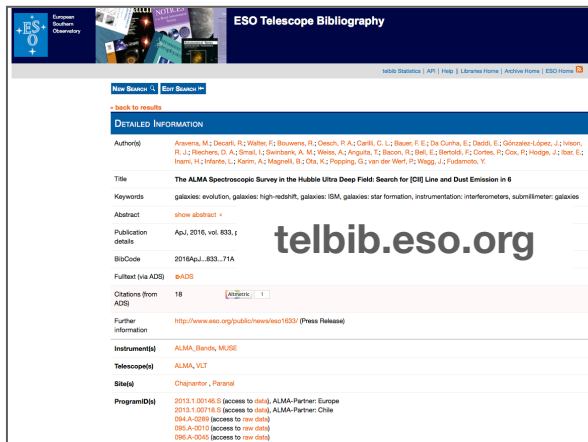 European
Southern
Observatory
ESO Telescope Bibliography
telbib Statistics | API | Help || Libraries Home | Archive Home | ESO Home
NEW SEARCH
EDIT SEARCH
« back to results
DETAILED INFORMATION
Author(s)
Aravena, M.; Decarli, R.; Walter, F.; Bouwens, R.; Oesch, P. A.; Carilli, C. L.; Bauer, F. E.; Da Cunha, E.; Daddi, E.; Gónzalez-López, J.; Ivison,
R. J.; Riechers, D. A.; Smail, I.; Swinbank, A. M.; Weiss, A.; Anguita, T.; Bacon, R.; Bell, E.; Bertoldi, F.; Cortes, P.; Cox, P.; Hodge, J.; Ibar, E.;
Inami, H.; Infante, L.; Karim, A.; Magnelli, B.; Ota, K.; Popping, G.; van der Werf, P.; Wagg, J.; Fudamoto, Y.
Title The ALMA Spectroscopic Survey in the Hubble Ultra Deep Field: Search for [CII] Line and Dust Emission in 6
Keywords galaxies: evolution, galaxies: high-redshift, galaxies: ISM, galaxies: star formation, instrumentation: interferometers, submillimeter: galaxies
Abstract show abstract
Publication details ApJ, 2016, vol. 833, p
telbib.eso.org
BibCode 2016ApJ...833...71A
Fulltext (via ADS) ADS
Citations (from ADS) 18 Altmetric 1
Further information http://www.eso.org/public/news/eso1633/ (Press Release)
Instrument(s) ALMA_Bands, MUSE
Telescope(s) ALMA, VLT
Site(s) Chajnantor , Paranal
ProgramID(s) 2013.1.00146.S (access to data), ALMA-Partner: Europe
2013.1.00718.S (access to data), ALMA-Partner: Chile
094.A-0289 (access to raw data)
095.A-0010 (access to raw data)
096.A-0045 (access to raw data)